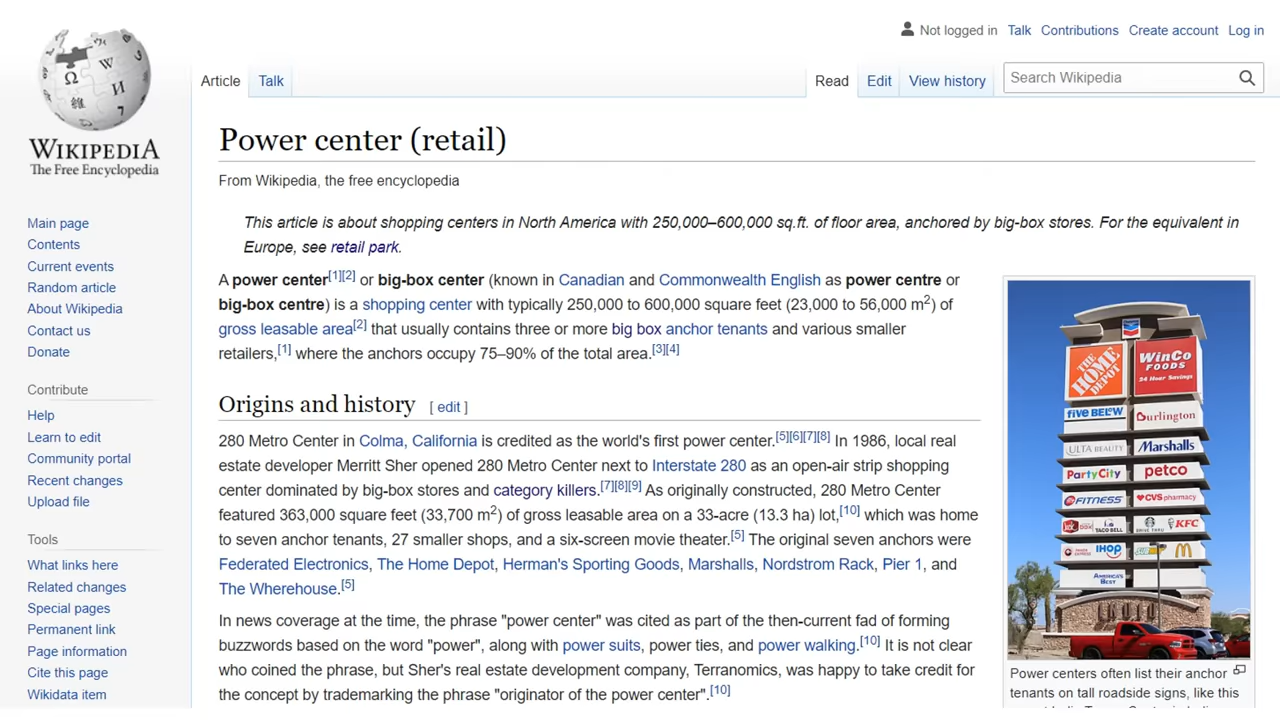 Not logged in Talk Contributions Create account Log in
Article Talk Read Edit View history Search Wikipedia
WIKIPEDIA
The Free Encyclopedia
Main page
Contents
Current events
Random article
About Wikipedia
Contact us
Donate
Contribute
Help
Learn to edit
Community portal
Recent changes
Upload file
Tools
What links here
Related changes
Special pages
Permanent link
Page information
Cite this page
Wikidata item
Power center (retail)
From Wikipedia, the free encyclopedia
This article is about shopping centers in North America with 250,000–600,000 sq.ft. of floor area, anchored by big-box stores. For the equivalent in
Europe, see retail park.
A power center[1][2] or big-box center (known in Canadian and Commonwealth English as power centre or
big-box centre) is a shopping center with typically 250,000 to 600,000 square feet (23,000 to 56,000 m2) of
gross leasable area[2] that usually contains three or more big box anchor tenants and various smaller
retailers,[1] where the anchors occupy 75–90% of the total area.[3][4]
Origins and history [ edit ]
280 Metro Center in Colma, California is credited as the world's first power center.[5][6][7][8] In 1986, local real
estate developer Merritt Sher opened 280 Metro Center next to Interstate 280 as an open-air strip shopping
center dominated by big-box stores and category killers.[7][8][9] As originally constructed, 280 Metro Center
featured 363,000 square feet (33,700 m2) of gross leasable area on a 33-acre (13.3 ha) lot,[10] which was home
to seven anchor tenants, 27 smaller shops, and a six-screen movie theater.[5] The original seven anchors were
Federated Electronics, The Home Depot, Herman's Sporting Goods, Marshalls, Nordstrom Rack, Pier 1, and
The Wherehouse.[5]
In news coverage at the time, the phrase "power center" was cited as part of the then-current fad of forming
buzzwords based on the word "power", along with power suits, power ties, and power walking.[10] It is not clear
who coined the phrase, but Sher's real estate development company, Terranomics, was happy to take credit for
the concept by trademarking the phrase "originator of the power center".[10]
THE HOME DEPOT
WinCo FOODS
24 Hour Savings
five BELOW Burlington
ULTA BEAUTY Marshalls
PartyCity petco
FITNESS CVS pharmacy
TACO BELL DRIVE THRU KFC
IHOP SUB
AMERICA'S BEST
Power centers often list their anchor
tenants on tall roadside signs, like this